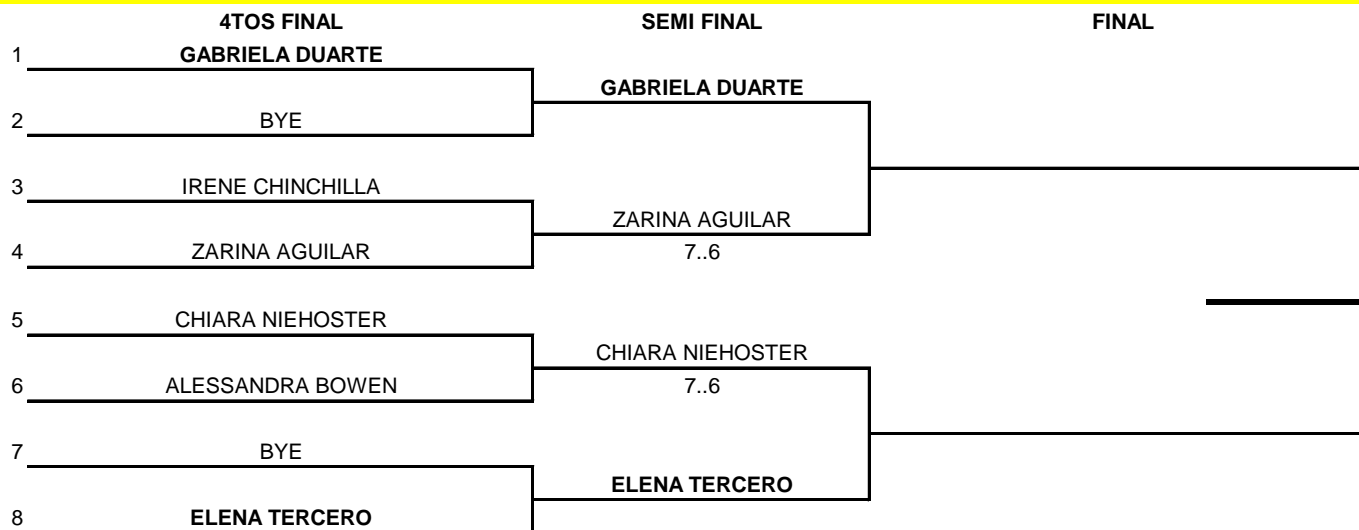 4TOS FINAL SEMI FINAL FINAL
1 GABRIELA DUARTE
GABRIELA DUARTE
2 BYE
3 IRENE CHINCHILLA
ZARINA AGUILAR
4 ZARINA AGUILAR 7..6
5 CHIARA NIEHOSTER
CHIARA NIEHOSTER
6 ALESSANDRA BOWEN 7..6
7 BYE
ELENA TERCERO
8 ELENA TERCERO